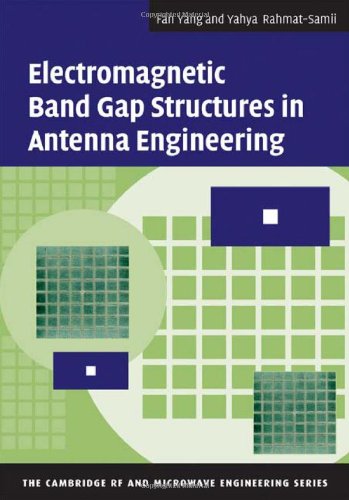 Fan Yang and Yahya Rahmat-Samii
Electromagnetic
Band Gap Structures in
Antenna Engineering
THE CAMBRIDGE RF AND MICROWAVE ENGINEERING SERIES